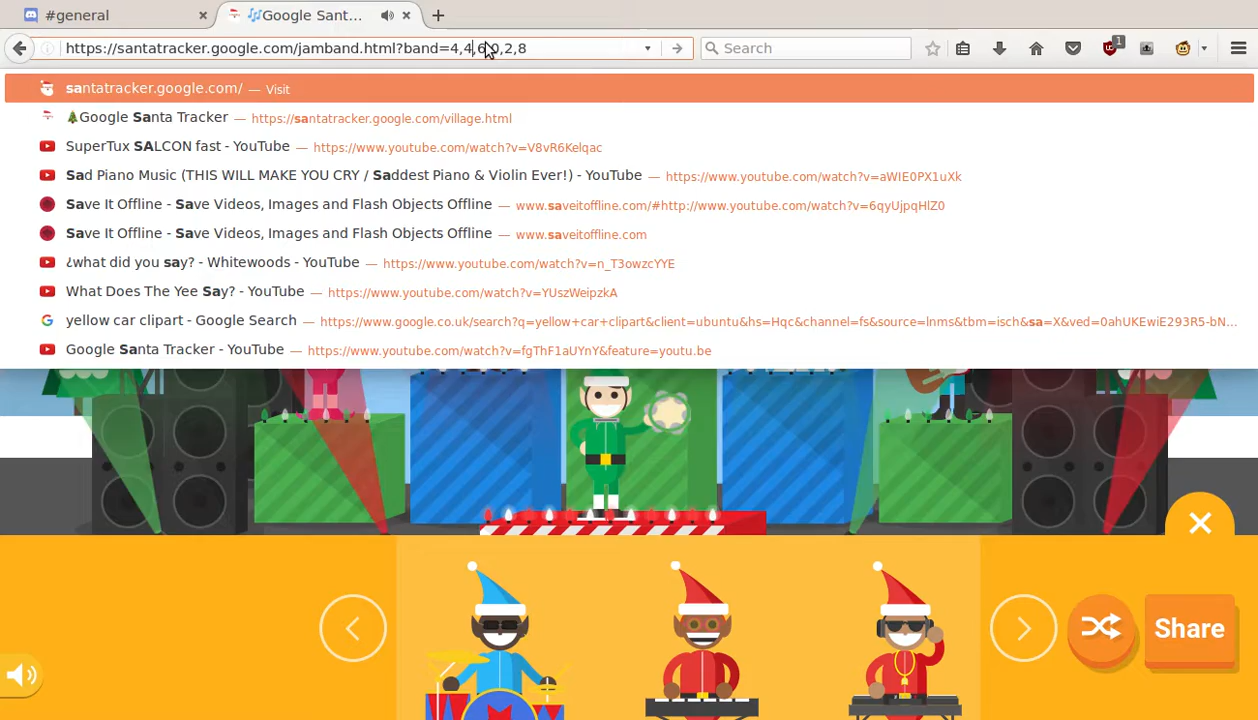 #general
🎵Google Sant…
https://santatracker.google.com/jamband.html?band=4,4,6,0,2,8
Search
1
santatracker.google.com/ — Visit
🎄Google Santa Tracker — https://santatracker.google.com/village.html
SuperTux SALCON fast - YouTube — https://www.youtube.com/watch?v=V8vR6Kelqac
Sad Piano Music (THIS WILL MAKE YOU CRY / Saddest Piano & Violin Ever!) - YouTube — https://www.youtube.com/watch?v=aWIE0PX1uXk
Save It Offline - Save Videos, Images and Flash Objects Offline — www.saveitoffline.com/#http://www.youtube.com/watch?v=6qyUjpqHlZ0
Save It Offline - Save Videos, Images and Flash Objects Offline — www.saveitoffline.com
¿what did you say? - Whitewoods - YouTube — https://www.youtube.com/watch?v=n_T3owzcYYE
What Does The Yee Say? - YouTube — https://www.youtube.com/watch?v=YUszWeipzkA
yellow car clipart - Google Search — https://www.google.co.uk/search?q=yellow+car+clipart&client=ubuntu&hs=Hqc&channel=fs&source=lnms&tbm=isch&sa=X&ved=0ahUKEwiE293R5-bN…
Google Santa Tracker - YouTube — https://www.youtube.com/watch?v=fgThF1aUYnY&feature=youtu.be
Share